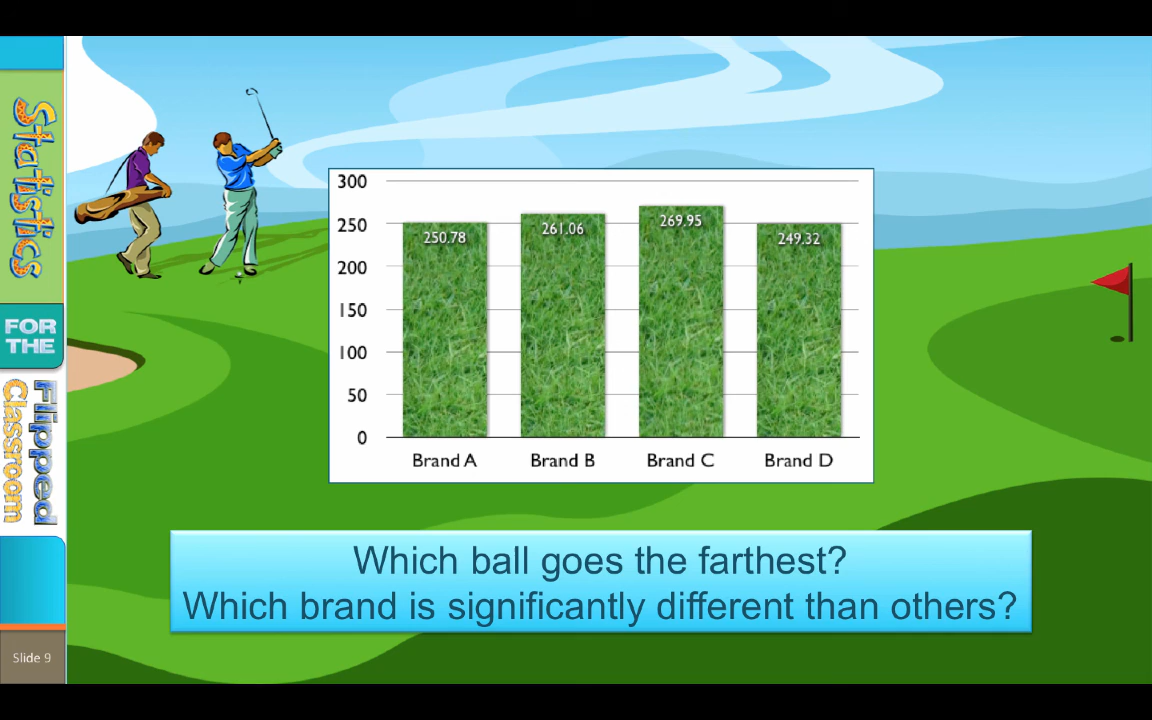 Statistics
FOR
THE
Flipped
Classroom
Slide 9
300
250
200
150
100
50
0
250.78
261.06
269.95
249.32
Brand A
Brand B
Brand C
Brand D
Which ball goes the farthest?
Which brand is significantly different than others?